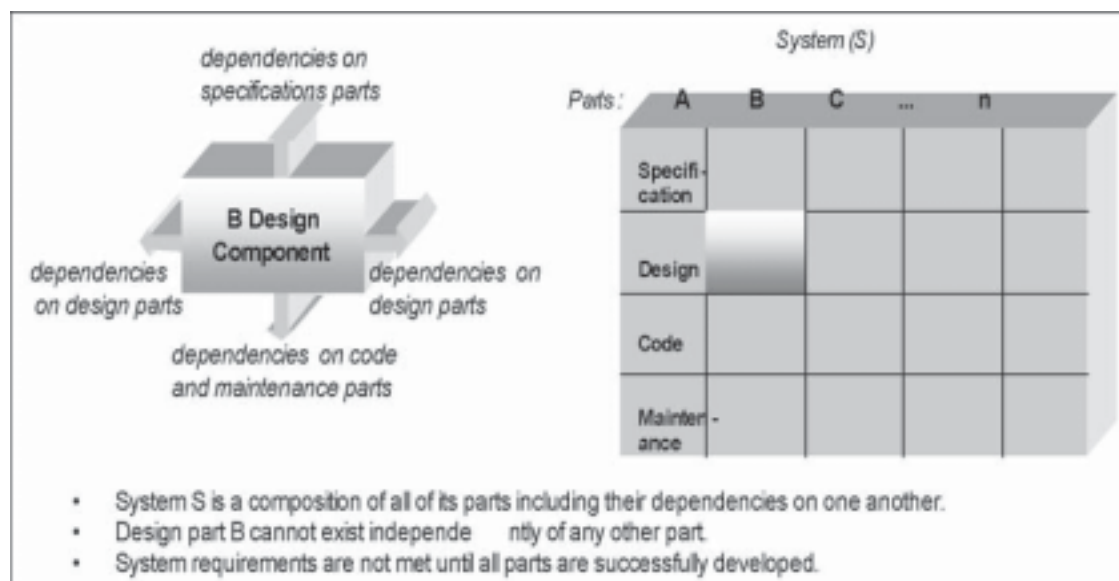 dependencies on
specifications parts
B Design
Component
dependencies
on design parts
dependencies on
design parts
dependencies on code
and maintenance parts
System (S)
Parts : A B C ... n
Specifi-
cation
Design
Code
Mainten -
ance
• System S is a composition of all of its parts including their dependencies on one another.
• Design part B cannot exist independe ntly of any other part.
• System requirements are not met until all parts are successfully developed.